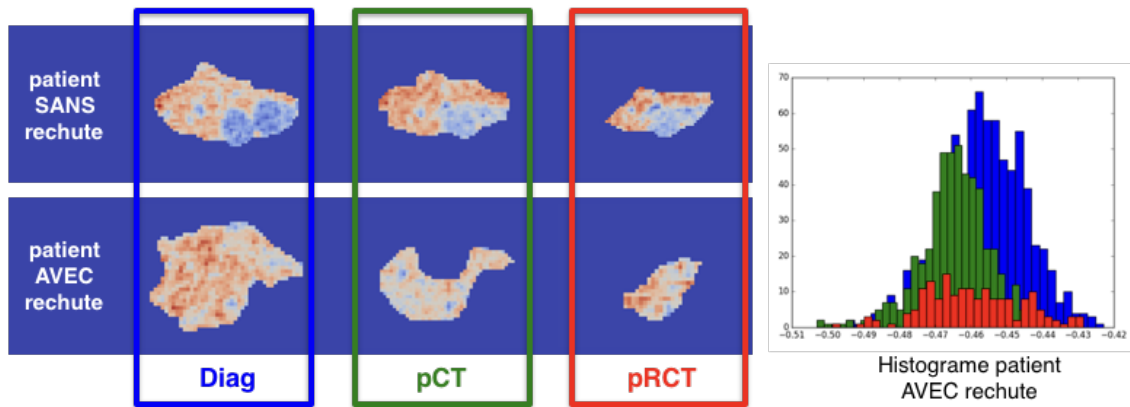 patient
SANS
rechute
patient
AVEC
rechute
Diag
pCT
pRCT
70
60
50
40
30
20
10
0
−0.51
−0.50
−0.49
−0.48
−0.47
−0.46
−0.45
−0.44
−0.43
−0.42
Histograme patient
AVEC rechute